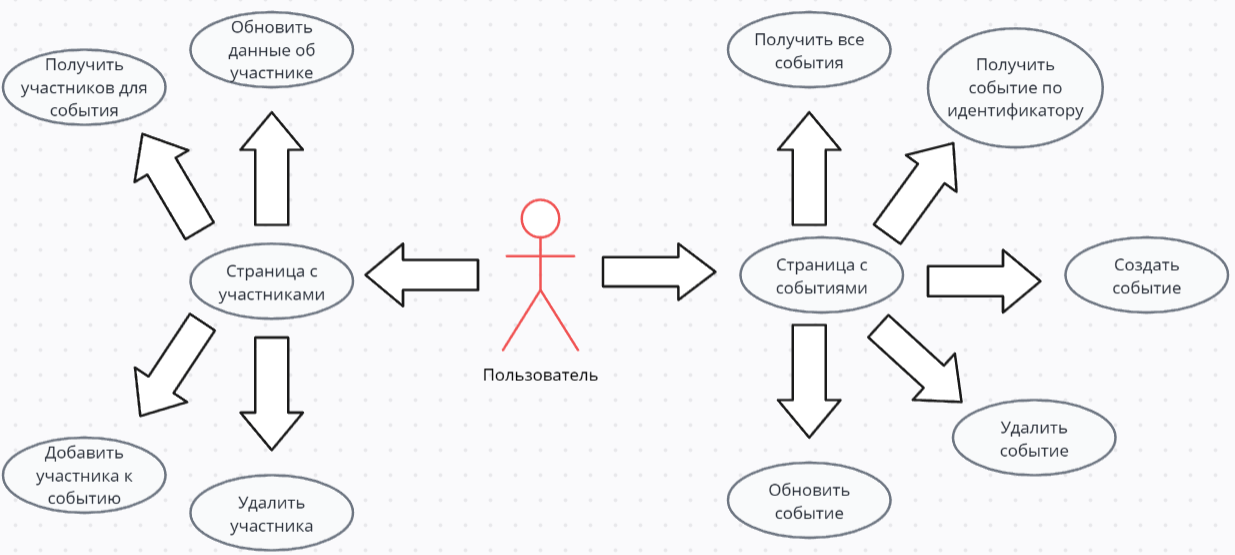 Обновить
данные об
участнике
Получить
участников для
события
Получить все
события
Получить
событие по
идентификатору
Страница с
участниками
Страница с
событиями
Создать
событие
Пользователь
Добавить
участника к
событию
Удалить
участника
Удалить
событие
Обновить
событие